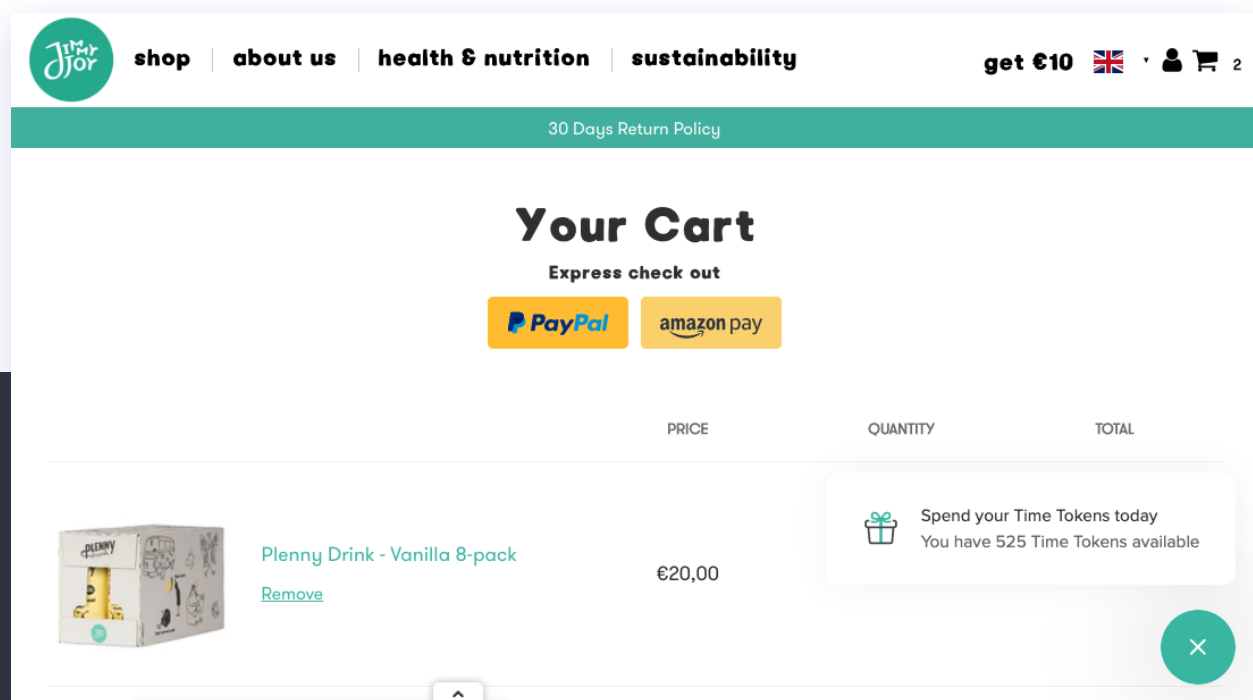 JIMMY JOY
shop
about us
health & nutrition
sustainability
get €10
2
30 Days Return Policy
Your Cart
Express check out
PayPal
amazon pay
PRICE
QUANTITY
TOTAL
PLENNY
Plenny Drink - Vanilla 8-pack
Remove
€20,00
Spend your Time Tokens today
You have 525 Time Tokens available